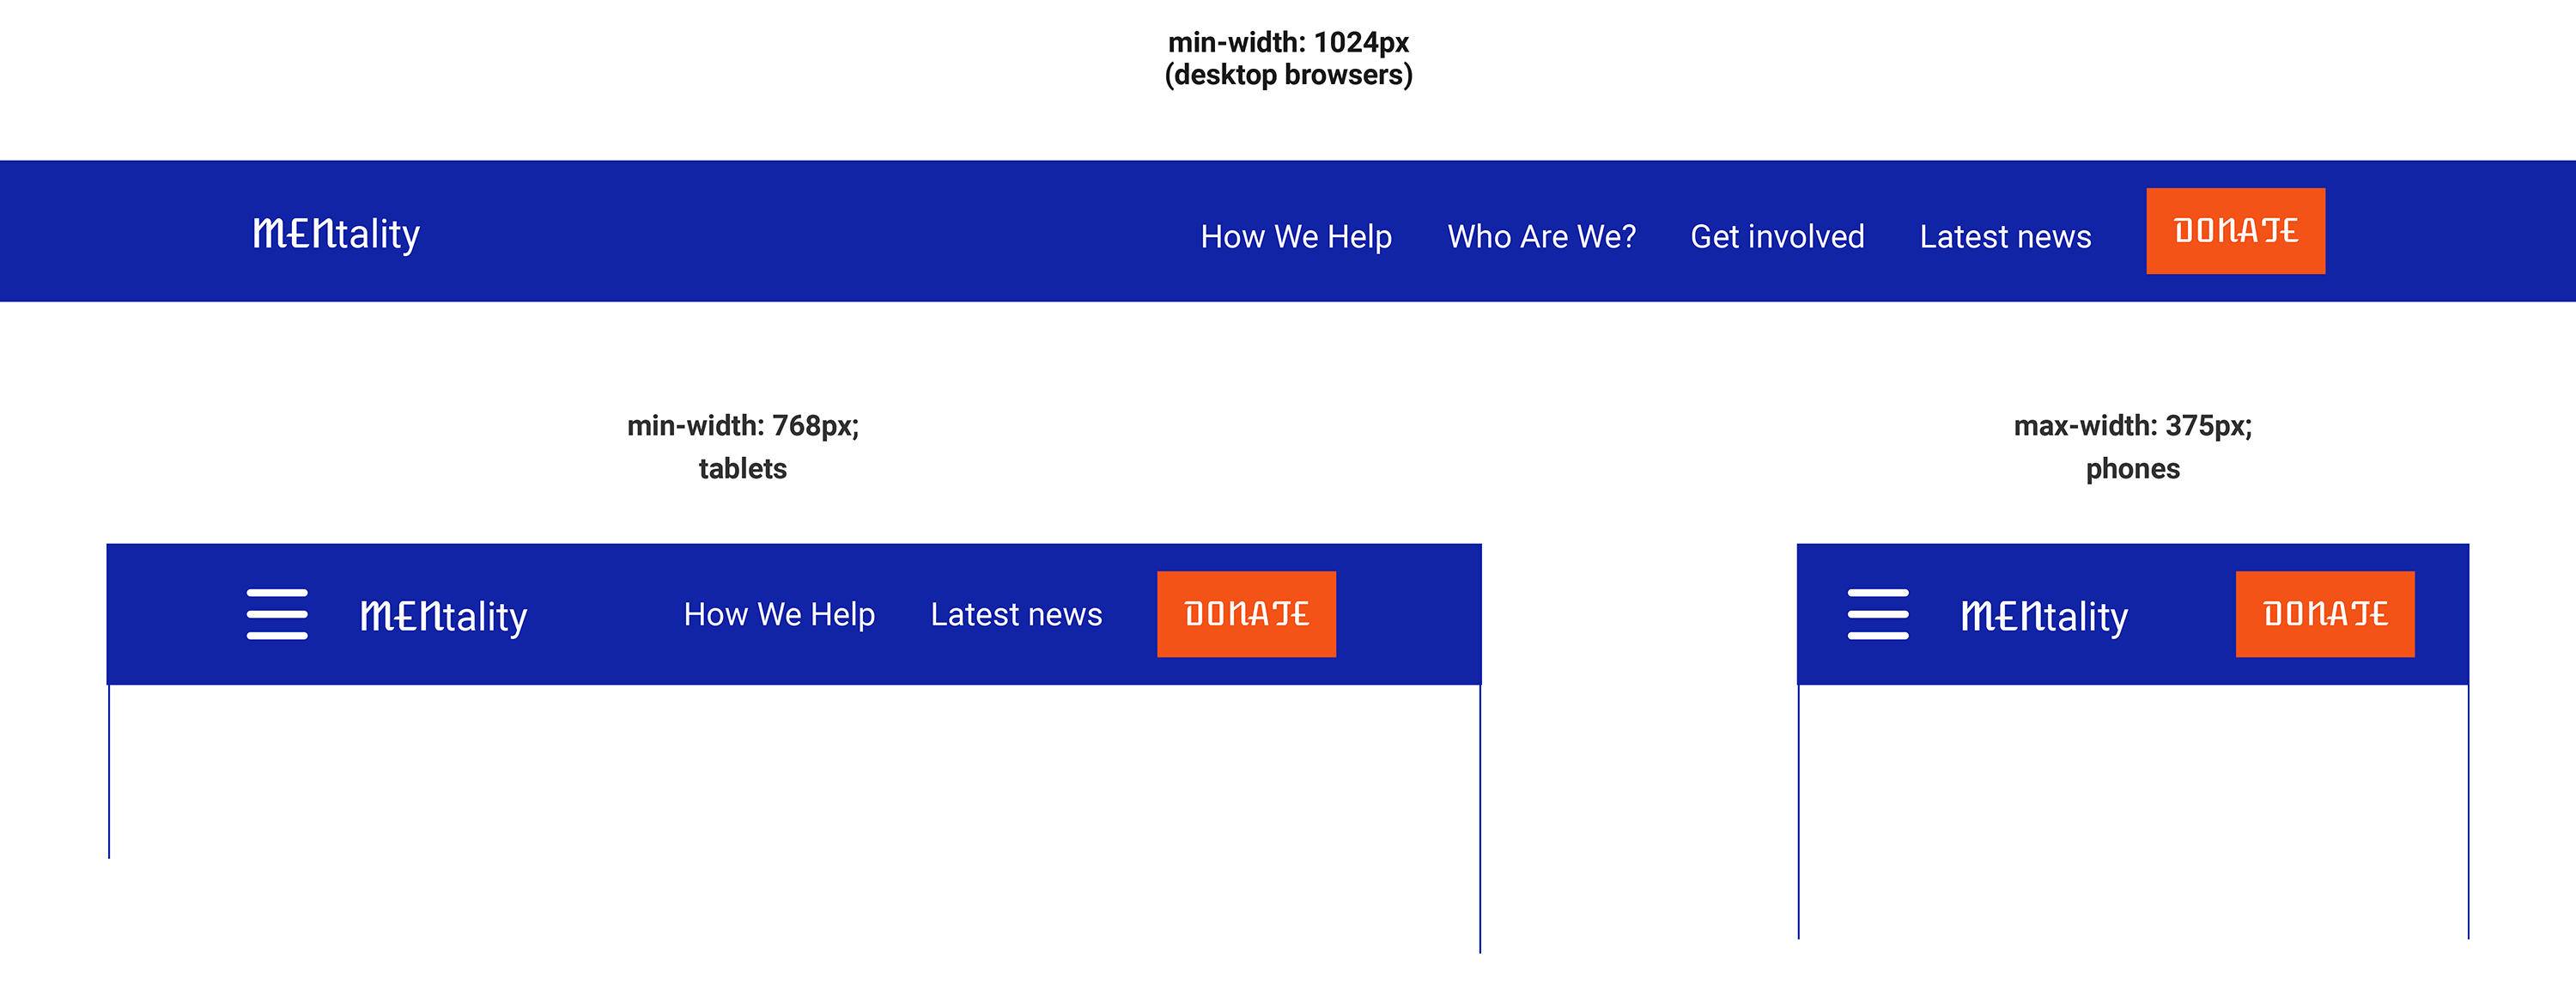 min-width: 1024px
(desktop browsers)
MENtality How We Help Who Are We? Get involved Latest news DONATE
min-width: 768px;
tablets
MENtality How We Help Latest news DONATE
max-width: 375px;
phones
MENtality DONATE